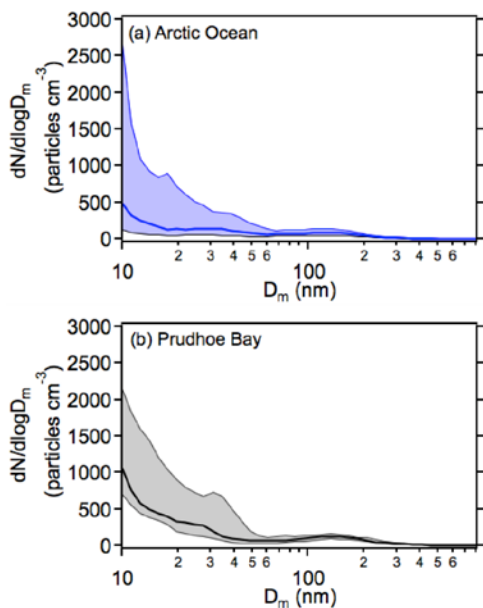 (a) Arctic Ocean
dN/dlogDm
(particles cm-3)
3000
2500
2000
1500
1000
500
0
10 2 3 4 5 6 100 2 3 4 5 6
Dm (nm)
(b) Prudhoe Bay
dN/dlogDm
(particles cm-3)
3000
2500
2000
1500
1000
500
0
10 2 3 4 5 6 100 2 3 4 5 6
Dm (nm)